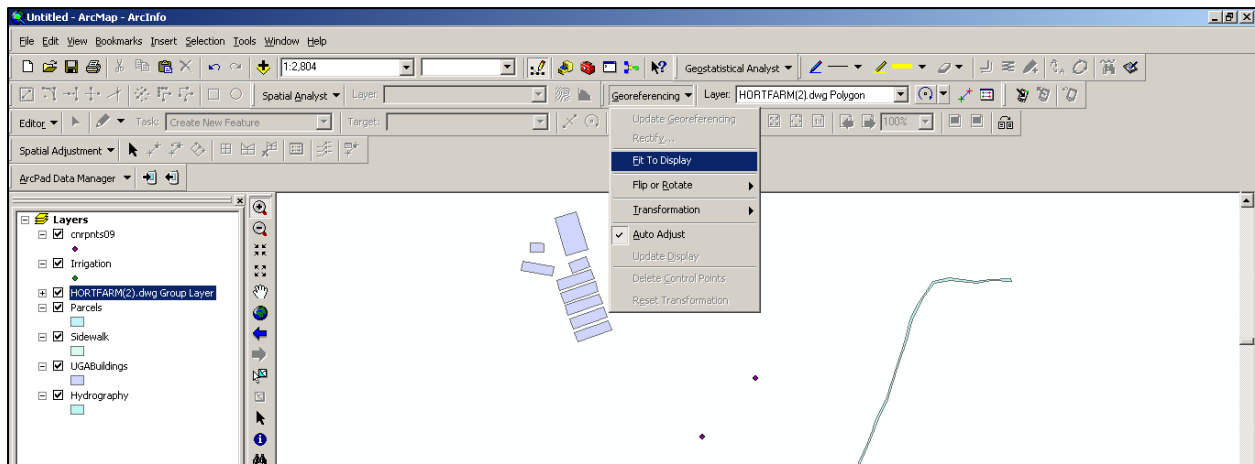 Untitled - ArcMap - ArcInfo
File Edit View Bookmarks Insert Selection Tools Window Help
1:2,804 Geostatistical Analyst
Spatial Analyst Layer: Georeferencing Layer: HORTFARM(2).dwg Polygon
Editor Task: Create New Feature Target: 100%
Spatial Adjustment
ArcPad Data Manager
Update Georeferencing
Rectify...
Fit To Display
Flip or Rotate
Transformation
Auto Adjust
Update Display
Delete Control Points
Reset Transformation
Layers
cnrpnts09
Irrigation
HORTFARM(2).dwg Group Layer
Parcels
Sidewalk
UGABuildings
Hydrography